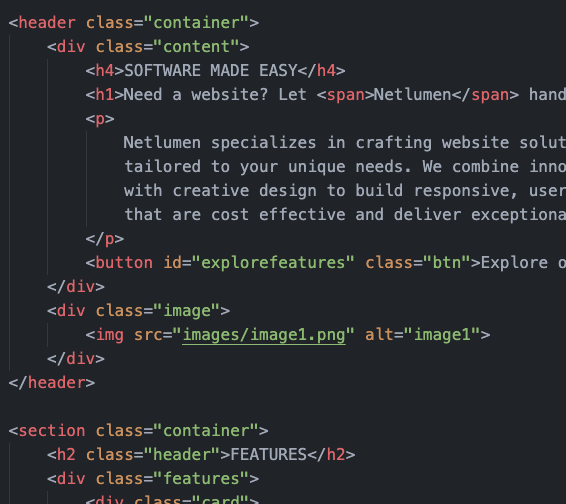 <header class="container">
<div class="content">
<h4>SOFTWARE MADE EASY</h4>
<h1>Need a website? Let <span>Netlumen</span> hand
<p>
Netlumen specializes in crafting website solut
tailored to your unique needs. We combine inno
with creative design to build responsive, user
that are cost effective and deliver exceptiona
</p>
<button id="explorefeatures" class="btn">Explore o
</div>
<div class="image">
<img src="images/image1.png" alt="image1">
</div>
</header>
<section class="container">
<h2 class="header">FEATURES</h2>
<div class="features">
<div class="card">